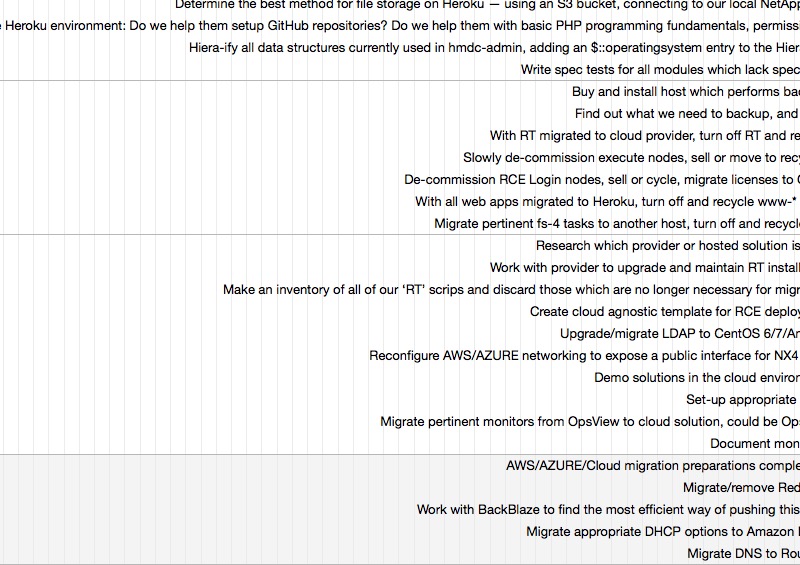 Determine the best method for file storage on Heroku — using an S3 bucket, connecting to our local NetApp
Heroku environment: Do we help them setup GitHub repositories? Do we help them with basic PHP programming fundamentals, permissi
Hiera-ify all data structures currently used in hmdc-admin, adding an $::operatingsystem entry to the Hier
Write spec tests for all modules which lack spec
Buy and install host which performs bac
Find out what we need to backup, and
With RT migrated to cloud provider, turn off RT and re
Slowly de-commission execute nodes, sell or move to recy
De-commission RCE Login nodes, sell or cycle, migrate licenses to
With all web apps migrated to Heroku, turn off and recycle www-*
Migrate pertinent fs-4 tasks to another host, turn off and recycl
Research which provider or hosted solution is
Work with provider to upgrade and maintain RT install
Make an inventory of all of our ‘RT’ scrips and discard those which are no longer necessary for migr
Create cloud agnostic template for RCE deploy
Upgrade/migrate LDAP to CentOS 6/7/Am
Reconfigure AWS/AZURE networking to expose a public interface for NX4
Demo solutions in the cloud environ
Set-up appropriate
Migrate pertinent monitors from OpsView to cloud solution, could be Ops
Document mon
AWS/AZURE/Cloud migration preparations comple
Migrate/remove Red
Work with BackBlaze to find the most efficient way of pushing this
Migrate appropriate DHCP options to Amazon
Migrate DNS to Rou